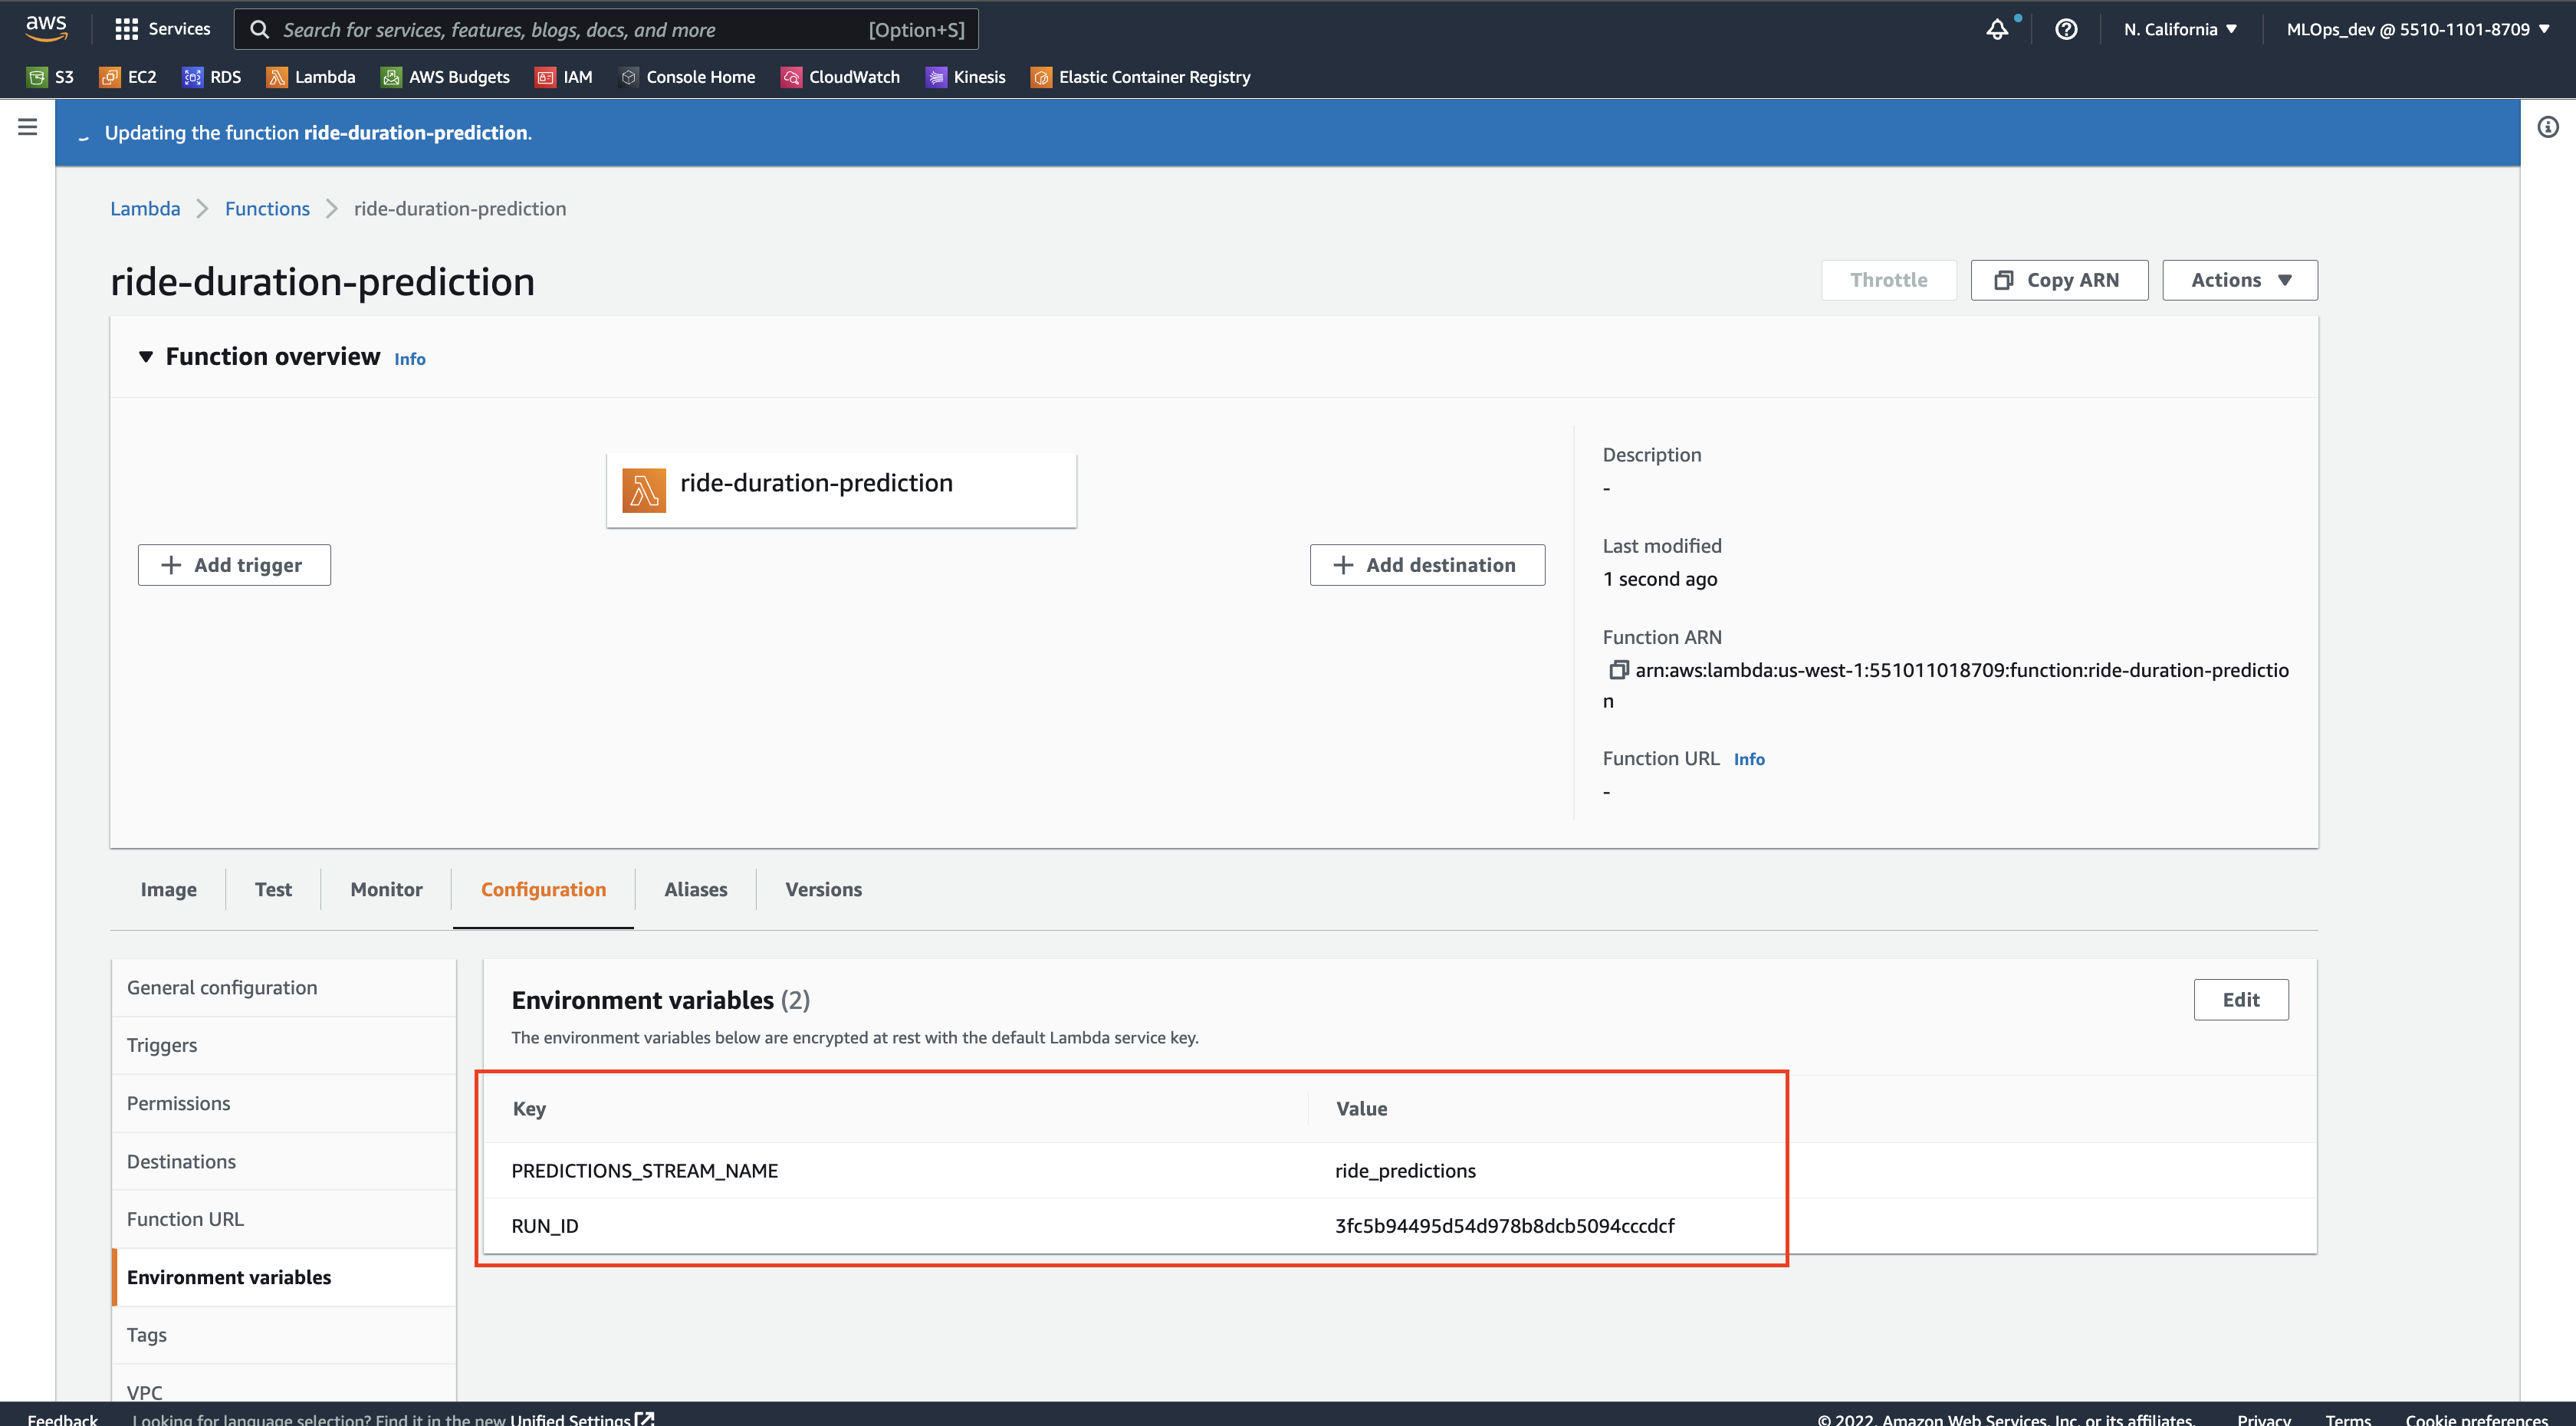 aws Services Search for services, features, blogs, docs, and more [Option+S] N. California MLOps_dev @ 5510-1101-8709
S3 EC2 RDS Lambda AWS Budgets IAM Console Home CloudWatch Kinesis Elastic Container Registry
Updating the function ride-duration-prediction.
Lambda Functions ride-duration-prediction
ride-duration-prediction
Throttle Copy ARN Actions
Function overview Info
ride-duration-prediction
Add trigger
Add destination
Description
-
Last modified
1 second ago
Function ARN
arn:aws:lambda:us-west-1:551011018709:function:ride-duration-predictio
n
Function URL Info
-
Image Test Monitor Configuration Aliases Versions
General configuration
Triggers
Permissions
Destinations
Function URL
Environment variables
Tags
VPC
Environment variables (2)
Edit
The environment variables below are encrypted at rest with the default Lambda service key.
Key Value
PREDICTIONS_STREAM_NAME ride_predictions
RUN_ID 3fc5b94495d54d978b8dcb5094cccdcf
Feedback Looking for language selection? Find it in the new Unified Settings © 2022, Amazon Web Services, Inc. or its affiliates. Privacy Terms Cookie preferences